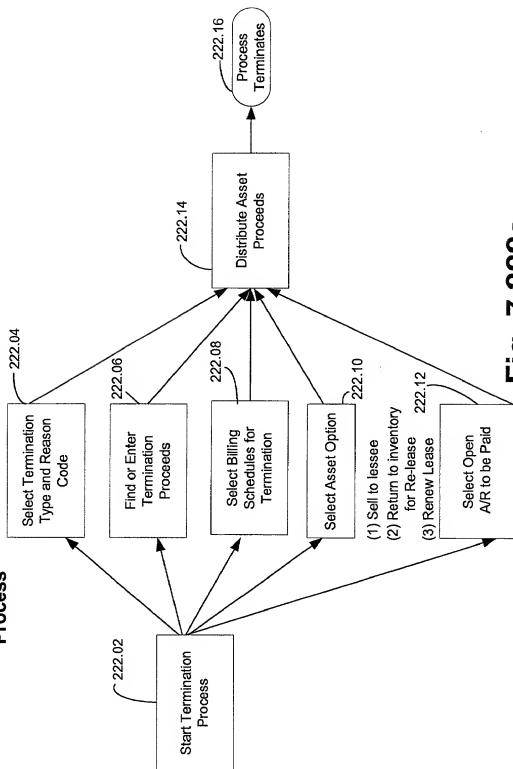 Process
222.02
Start Termination
Process
222.04
Select Termination
Type and Reason
Code
222.06
Find or Enter
Termination
Proceeds
222.08
Select Billing
Schedules for
Termination
Select Asset Option
222.10
(1) Sell to lessee
(2) Return to inventory
for Re-lease
(3) Renew Lease
222.12
Select Open
A/R to be Paid
222.14
Distribute Asset
Proceeds
222.16
Process
Terminates